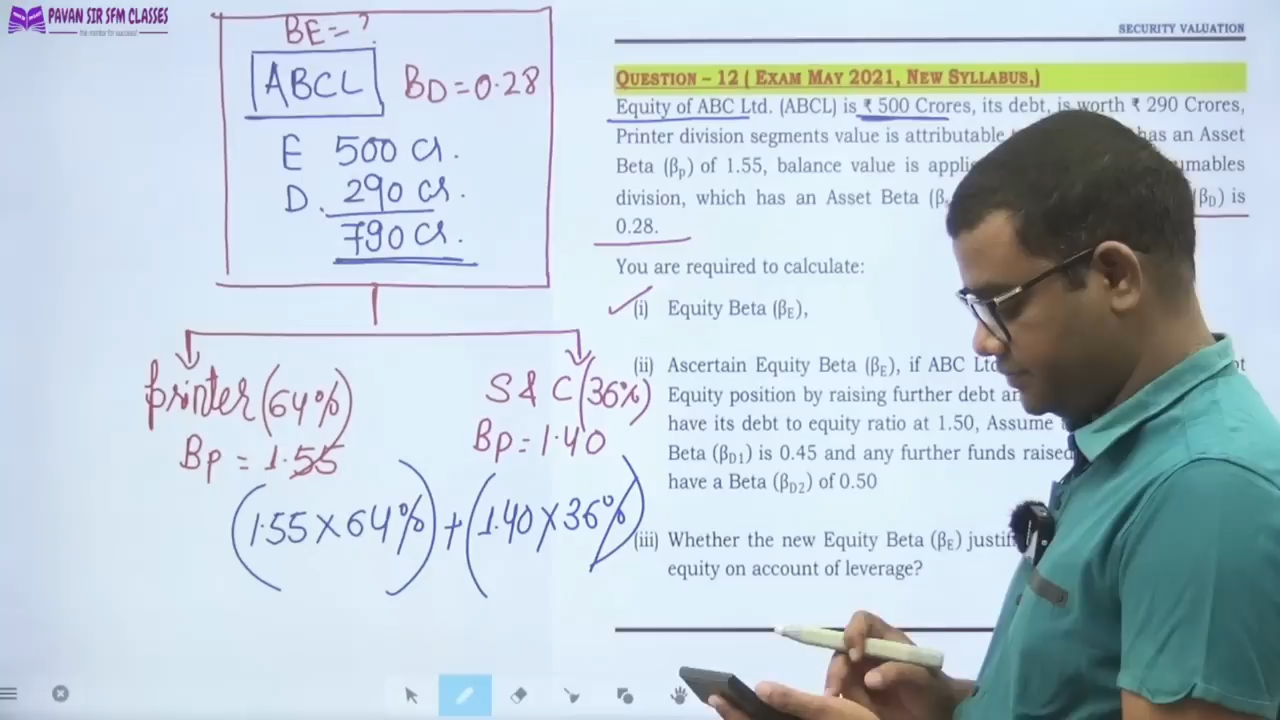 PAVAN SIR SFM CLASSES
the mentor for success!
BE = ?
ABCL BD = 0.28
E 500 Cr.
D. 290 Cr.
790 Cr.
Printer (64%)
Bp = 1.55
S & C (36%)
Bp = 1.40
(1.55 X 64%) + (1.40 X 36%)
SECURITY VALUATION
QUESTION – 12 ( EXAM MAY 2021, NEW SYLLABUS,)
Equity of ABC Ltd. (ABCL) is ₹ 500 Crores, its debt, is worth ₹ 290 Crores,
Printer division segments value is attributable has an Asset
Beta (βp) of 1.55, balance value is applic umables
division, which has an Asset Beta (β (βD) is
0.28.
You are required to calculate:
(i) Equity Beta (βE),
(ii) Ascertain Equity Beta (βE), if ABC Ltd
Equity position by raising further debt an
have its debt to equity ratio at 1.50, Assume
Beta (βD1) is 0.45 and any further funds raised
have a Beta (βD2) of 0.50
(iii) Whether the new Equity Beta (βE) justif
equity on account of leverage?